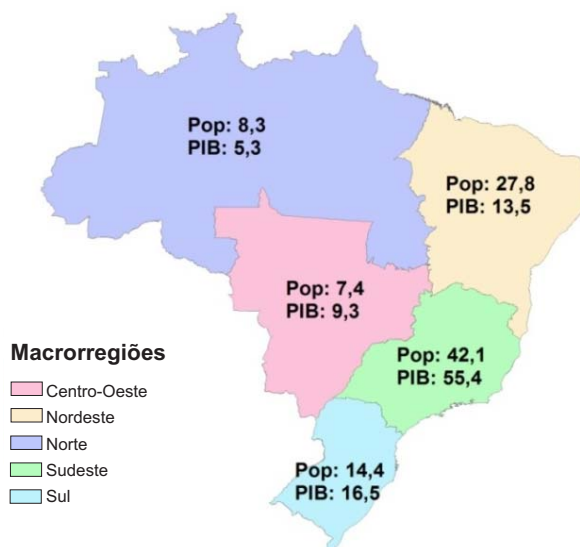 Pop: 8,3
PIB: 5,3
Pop: 27,8
PIB: 13,5
Pop: 7,4
PIB: 9,3
Pop: 42,1
PIB: 55,4
Pop: 14,4
PIB: 16,5
Macrorregiões
Centro-Oeste
Nordeste
Norte
Sudeste
Sul